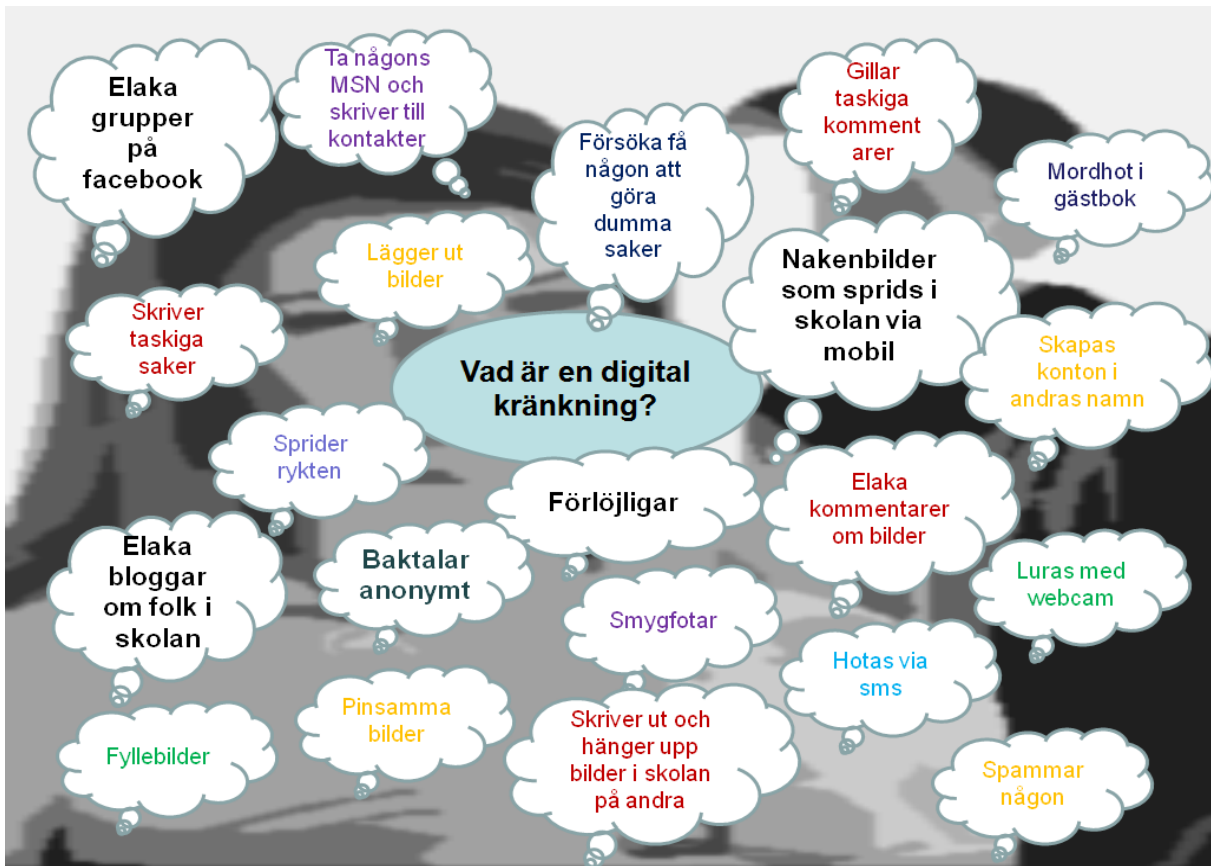 Elaka
grupper
på
facebook
Ta någons
MSN och
skriver till
kontakter
Försöka få
någon att
göra
dumma
saker
Gillar
taskiga
komment
arer
Mordhot i
gästbok
Lägger ut
bilder
Nakenbilder
som sprids i
skolan via
mobil
Skriver
taskiga
saker
Vad är en digital
kränkning?
Skapas
konton i
andras namn
Sprider
rykten
Förlöjligar
Elaka
kommentarer
om bilder
Elaka
bloggar
om folk i
skolan
Baktalar
anonymt
Luras med
webcam
Smygfotar
Hotas via
sms
Fyllebilder
Pinsamma
bilder
Skriver ut och
hänger upp
bilder i skolan
på andra
Spammar
någon